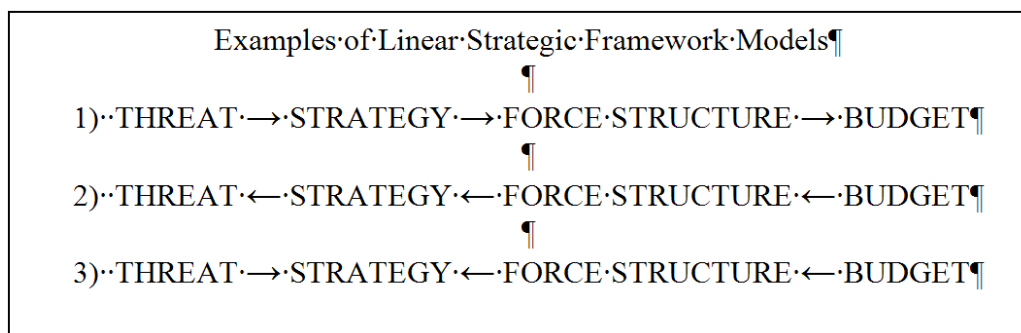 Examples·of·Linear·Strategic·Framework·Models¶
¶
1)··THREAT·→·STRATEGY·→·FORCE·STRUCTURE·→·BUDGET¶
¶
2)··THREAT·←·STRATEGY·←·FORCE·STRUCTURE·←·BUDGET¶
¶
3)··THREAT·→·STRATEGY·←·FORCE·STRUCTURE·←·BUDGET¶